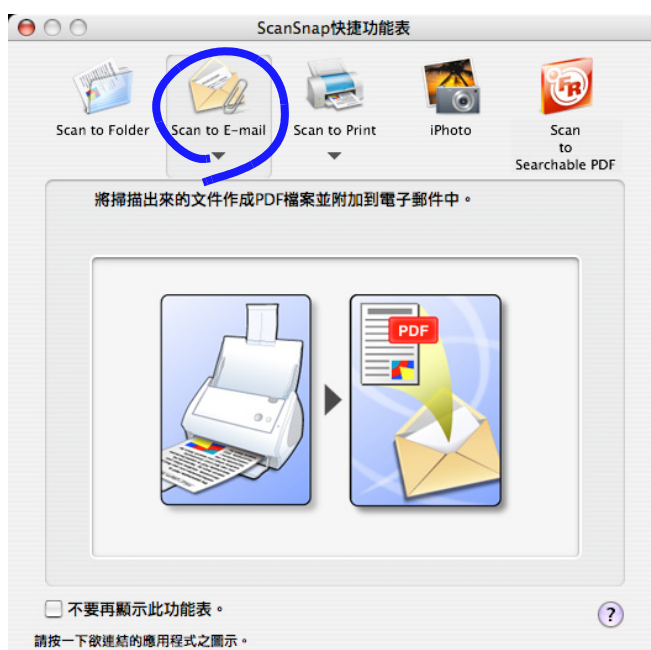 ScanSnap快捷功能表
Scan to Folder
Scan to E-mail
Scan to Print
iPhoto
Scan
to
Searchable PDF
將掃描出來的文件作成PDF檔案並附加到電子郵件中。
PDF
不要再顯示此功能表。
?
請按一下欲連結的應用程式之圖示。